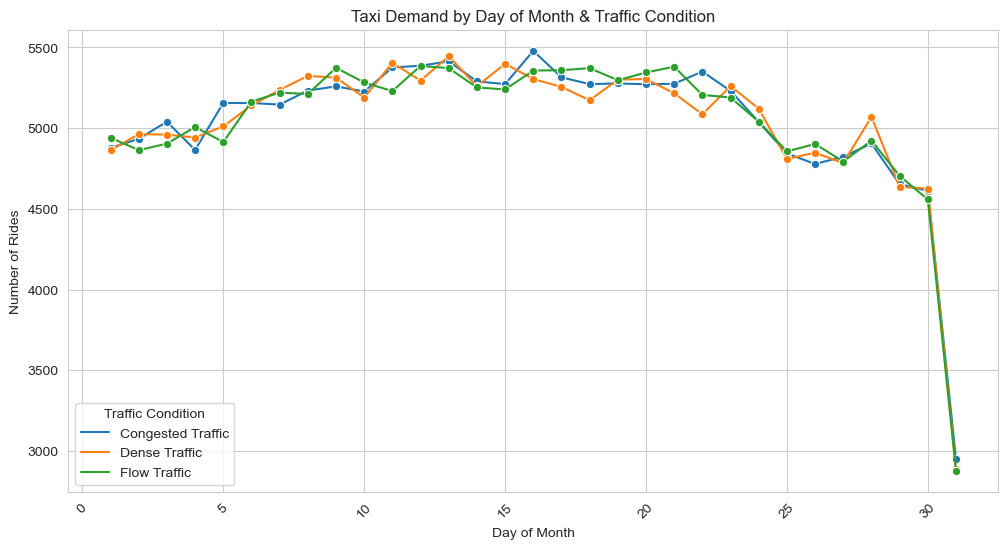 Taxi Demand by Day of Month & Traffic Condition
Number of Rides
5500
5000
4500
4000
3500
3000
Traffic Condition
Congested Traffic
Dense Traffic
Flow Traffic
0
5
10
15
20
25
30
Day of Month